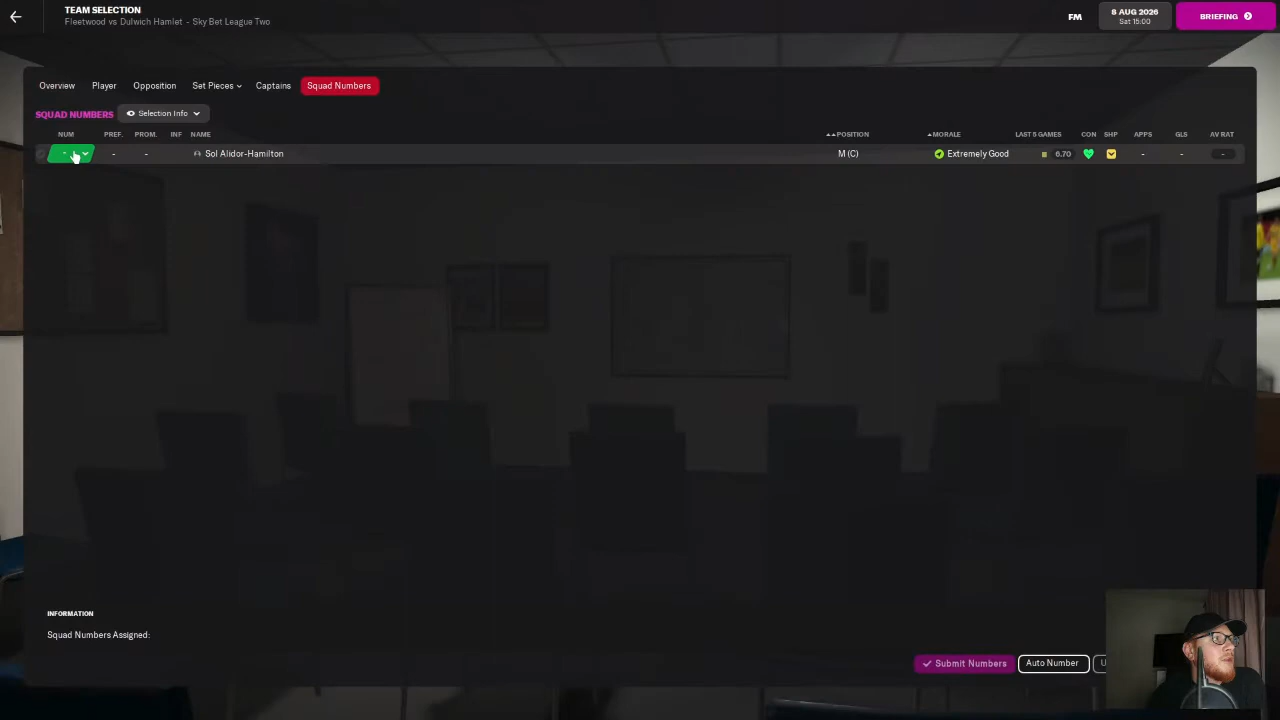 TEAM SELECTION
Fleetwood vs Dulwich Hamlet - Sky Bet League Two
FM
8 AUG 2026
Sat 15:00
BRIEFING
Overview
Player
Opposition
Set Pieces
Captains
Squad Numbers
SQUAD NUMBERS
Selection Info
NUM PREF. PROM. INF NAME POSITION MORALE LAST 5 GAMES CON SHP APPS GLS AV RAT
- - - Sol Alidor-Hamilton M (C) Extremely Good 6.70 - - -
INFORMATION
Squad Numbers Assigned:
Submit Numbers
Auto Number